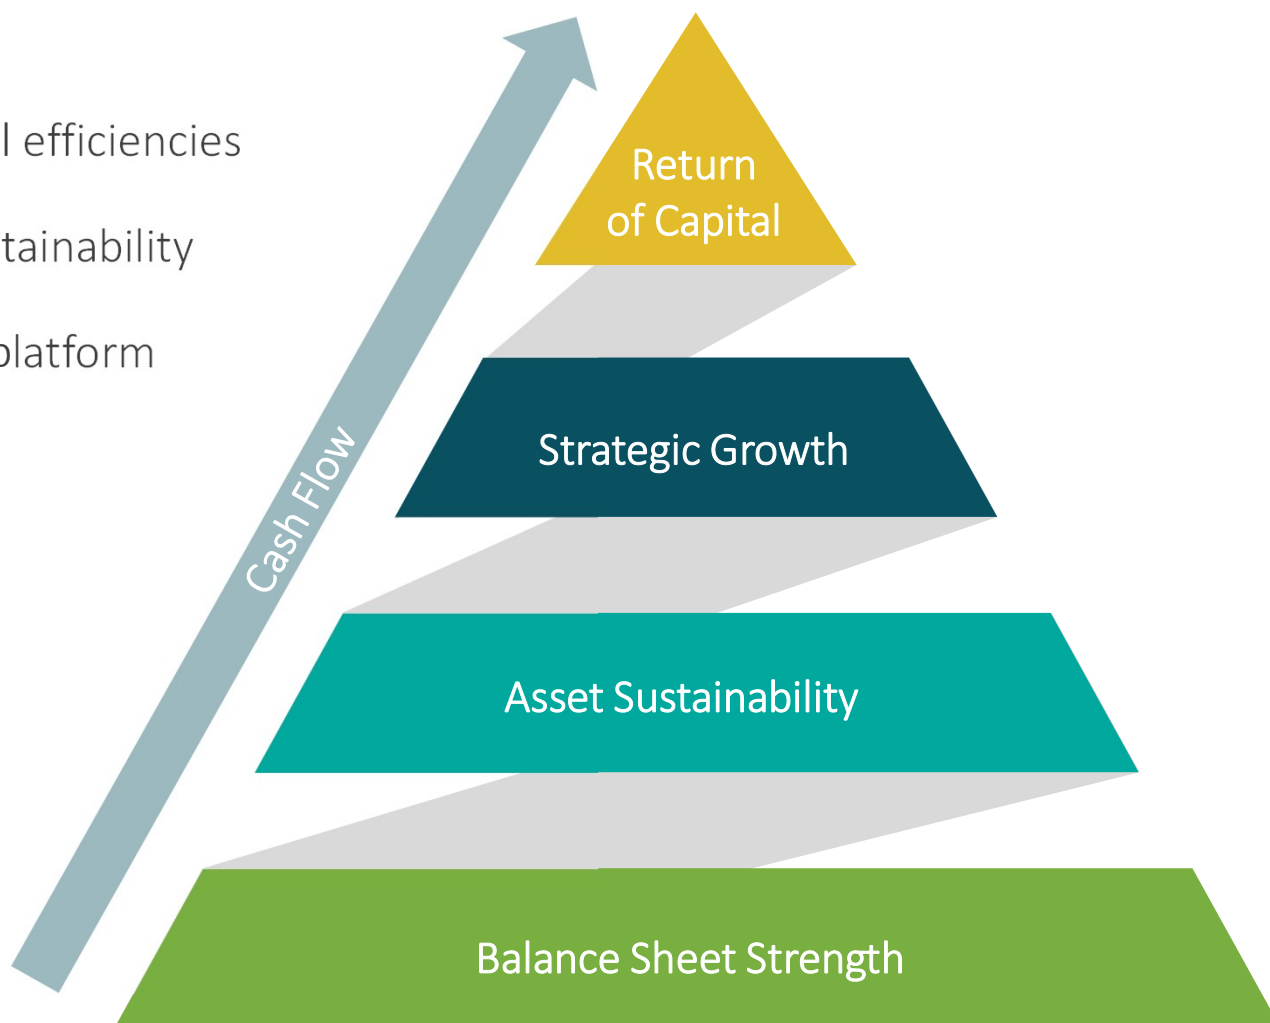 l efficiencies
tainability
platform
Cash Flow
Return
of Capital
Strategic Growth
Asset Sustainability
Balance Sheet Strength